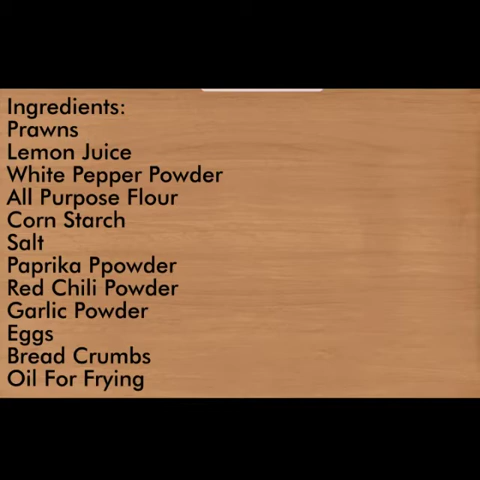 Ingredients:
Prawns
Lemon Juice
White Pepper Powder
All Purpose Flour
Corn Starch
Salt
Paprika Ppowder
Red Chili Powder
Garlic Powder
Eggs
Bread Crumbs
Oil For Frying